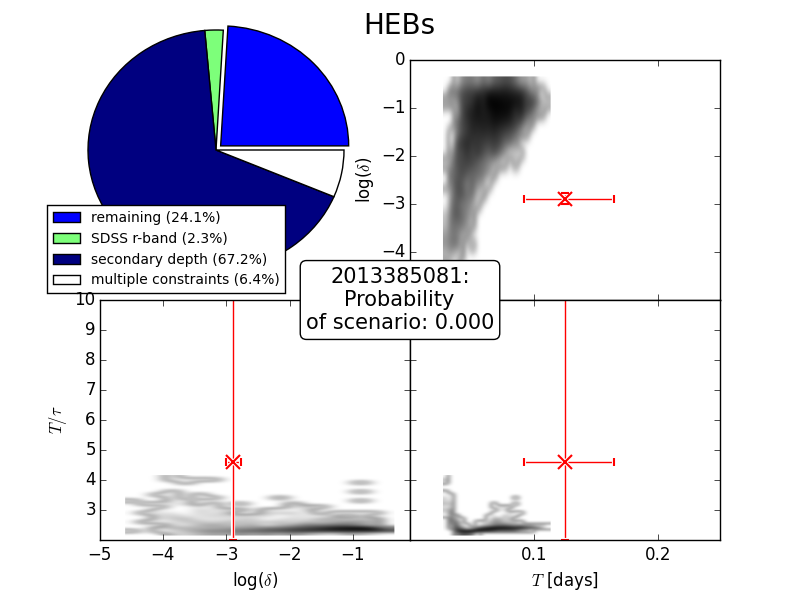 HEBs
remaining (24.1%)
SDSS r-band (2.3%)
secondary depth (67.2%)
multiple constraints (6.4%)
0
−1
−2
−3
−4
log(δ)
2013385081:
Probability
of scenario: 0.000
10
9
8
7
6
5
4
3
T/τ
−5 −4 −3 −2 −1
log(δ)
0.1 0.2
T [days]